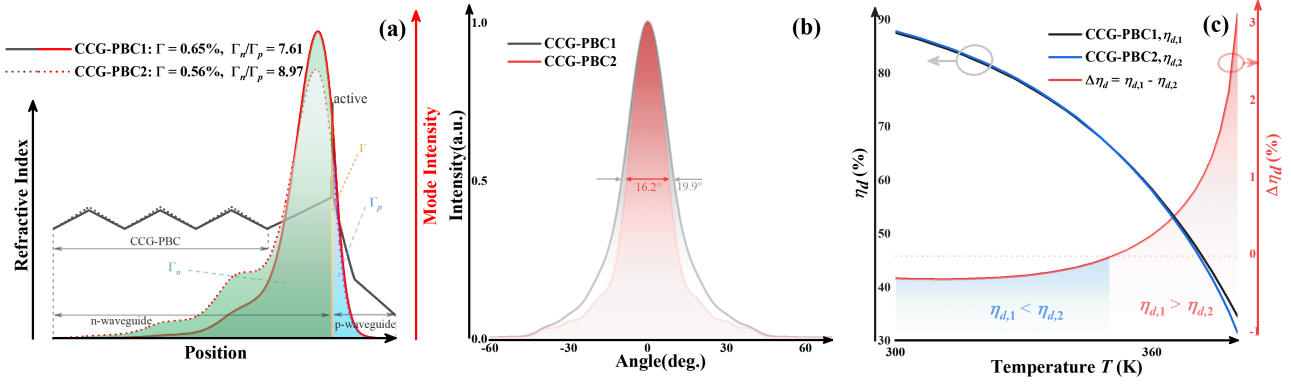 (a)
CCG-PBC1: Γ = 0.65%, Γn/Γp = 7.61
CCG-PBC2: Γ = 0.56%, Γn/Γp = 8.97
active
Γ
Γp
CCG-PBC
Γn
n-waveguide
p-waveguide
Refractive Index
Position
Mode Intensity
(b)
CCG-PBC1
CCG-PBC2
1.0
0.5
0.0
16.2°
19.9°
Intensity(a.u.)
-60
-30
0
30
60
Angle(deg.)
(c)
CCG-PBC1, ηd,1
CCG-PBC2, ηd,2
Δηd = ηd,1 - ηd,2
90
80
70
60
50
40
30
ηd (%)
ηd,1 < ηd,2
ηd,1 > ηd,2
300
360
Temperature T (K)
3
2
1
0
-1
Δηd (%)